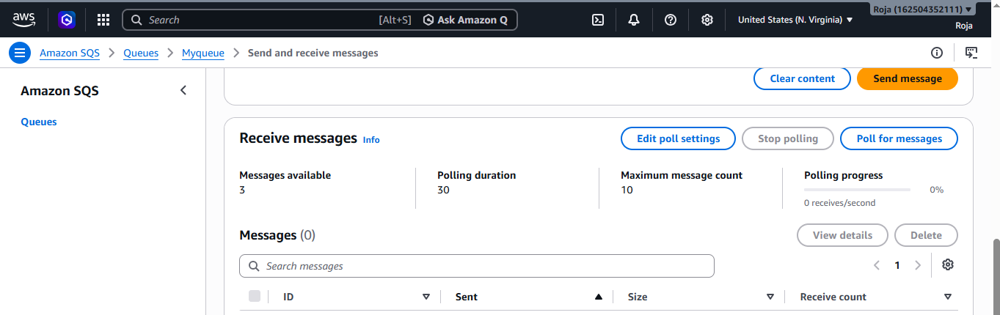 Roja (162504352111)
aws Search [Alt+S] Ask Amazon Q United States (N. Virginia) Roja
Amazon SQS Queues Myqueue Send and receive messages
Amazon SQS
Queues
Clear content Send message
Receive messages Info Edit poll settings Stop polling Poll for messages
Messages available Polling duration Maximum message count Polling progress
3 30 10 0%
0 receives/second
Messages (0) View details Delete
Search messages 1
ID Sent Size Receive count